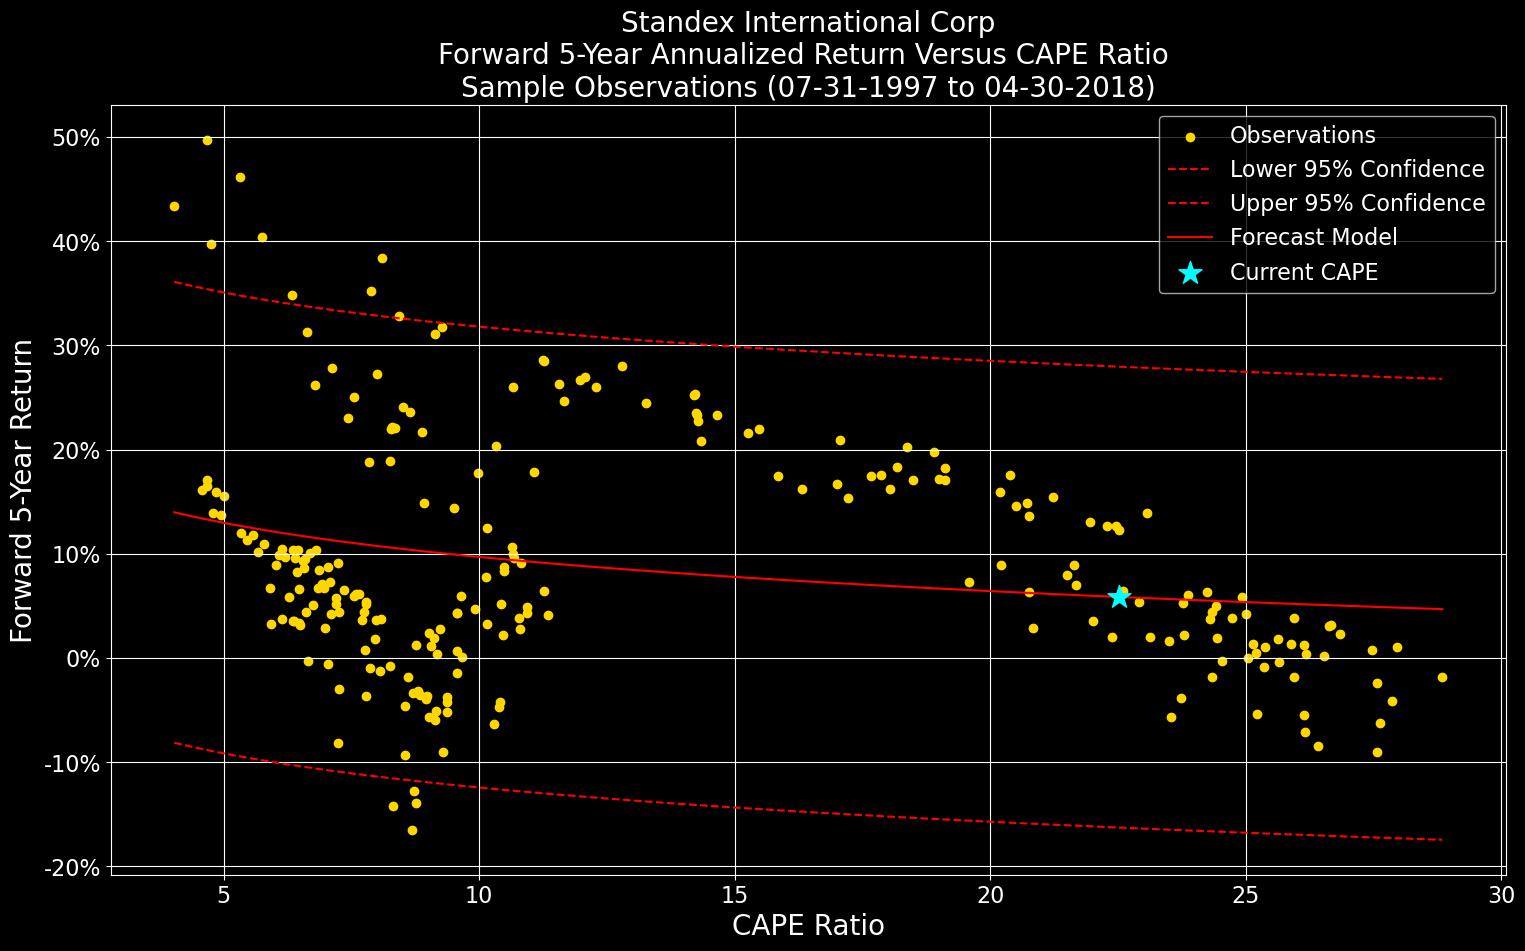 Standex International Corp
Forward 5-Year Annualized Return Versus CAPE Ratio
Sample Observations (07-31-1997 to 04-30-2018)
Observations
Lower 95% Confidence
Upper 95% Confidence
Forecast Model
Current CAPE
Forward 5-Year Return
50%
40%
30%
20%
10%
0%
-10%
-20%
5 10 15 20 25 30
CAPE Ratio